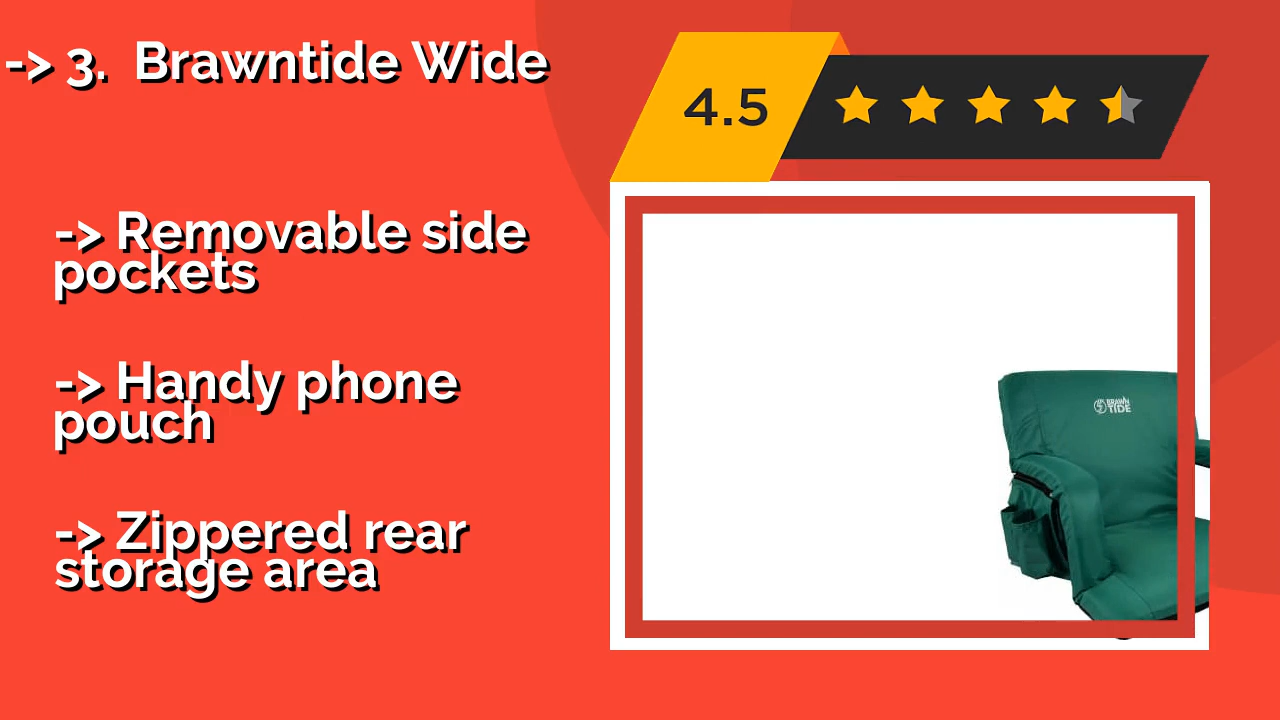 -> 3.  Brawntide Wide
4.5
-> Removable side
pockets
-> Handy phone
pouch
-> Zippered rear
storage area
BRAWN
TIDE